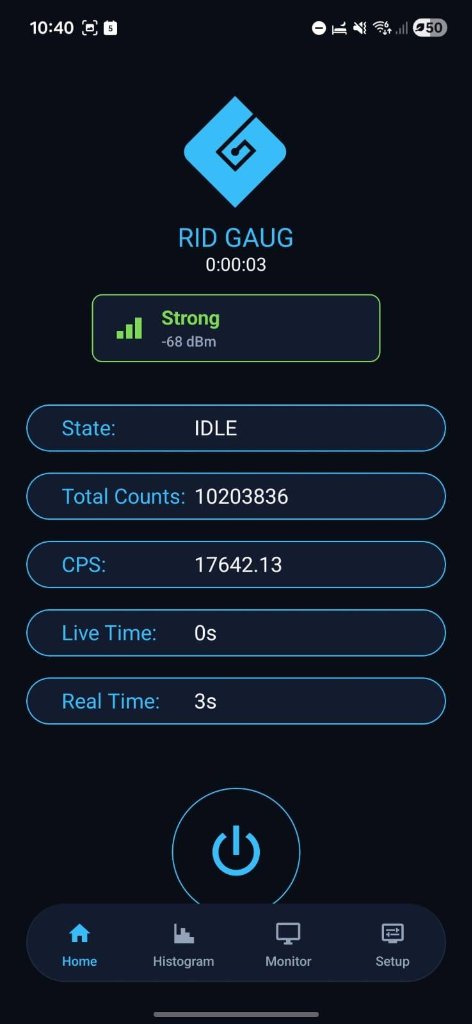 10:40
5
50
RID GAUG
0:00:03
Strong
-68 dBm
State: IDLE
Total Counts: 10203836
CPS: 17642.13
Live Time: 0s
Real Time: 3s
Home Histogram Monitor Setup